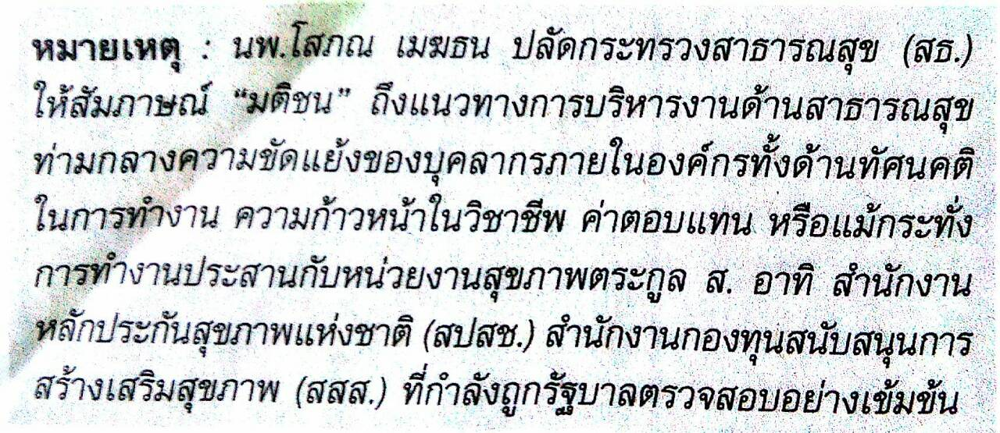 หมายเหตุ : นพ.โสภณ เมฆธน ปลัดกระทรวงสาธารณสุข (สธ.)
ให้สัมภาษณ์ “มติชน” ถึงแนวทางการบริหารงานด้านสาธารณสุข
ท่ามกลางความขัดแย้งของบุคลากรภายในองค์กรทั้งด้านทัศนคติ
ในการทำงาน ความก้าวหน้าในวิชาชีพ ค่าตอบแทน หรือแม้กระทั่ง
การทำงานประสานกับหน่วยงานสุขภาพตระกูล ส. อาทิ สำนักงาน
หลักประกันสุขภาพแห่งชาติ (สปสช.) สำนักงานกองทุนสนับสนุนการ
สร้างเสริมสุขภาพ (สสส.) ที่กำลังถูกรัฐบาลตรวจสอบอย่างเข้มข้น